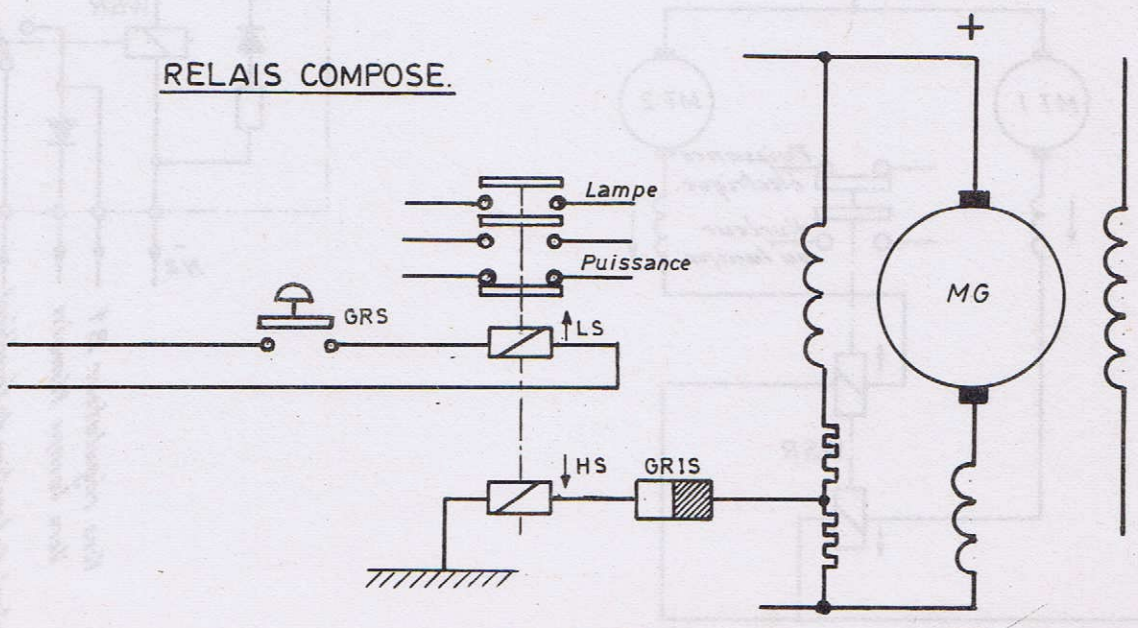 RELAIS COMPOSE.
+
Lampe
Puissance
GRS
LS
MG
HS
GRIS